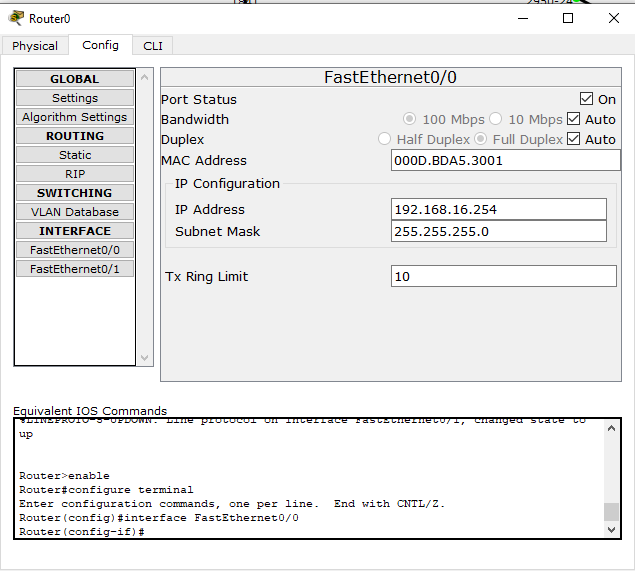 2950-24
Router0
Physical Config CLI
GLOBAL
Settings
Algorithm Settings
ROUTING
Static
RIP
SWITCHING
VLAN Database
INTERFACE
FastEthernet0/0
FastEthernet0/1
FastEthernet0/0
Port Status On
Bandwidth 100 Mbps 10 Mbps Auto
Duplex Half Duplex Full Duplex Auto
MAC Address 000D.BDA5.3001
IP Configuration
IP Address 192.168.16.254
Subnet Mask 255.255.255.0
Tx Ring Limit 10
Equivalent IOS Commands
%LINEPROTO-5-UPDOWN: Line protocol on Interface FastEthernet0/1, changed state to
up
Router>enable
Router#configure terminal
Enter configuration commands, one per line.  End with CNTL/Z.
Router(config)#interface FastEthernet0/0
Router(config-if)#